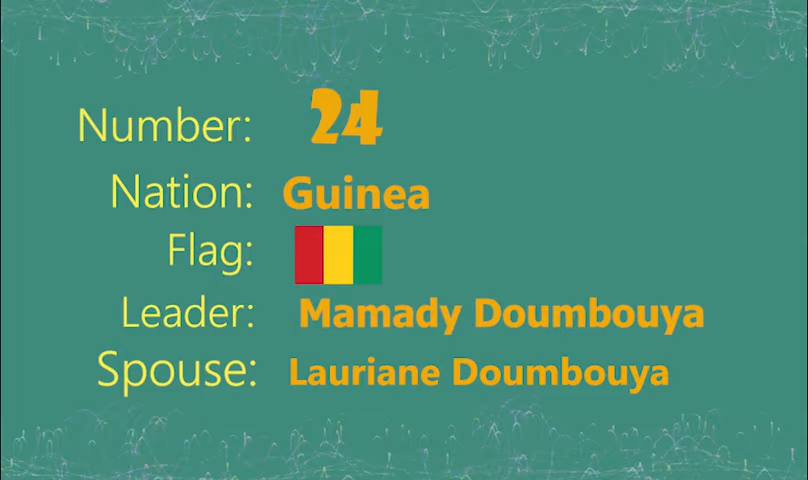 Number: 24
Nation: Guinea
Flag:
Leader: Mamady Doumbouya
Spouse: Lauriane Doumbouya